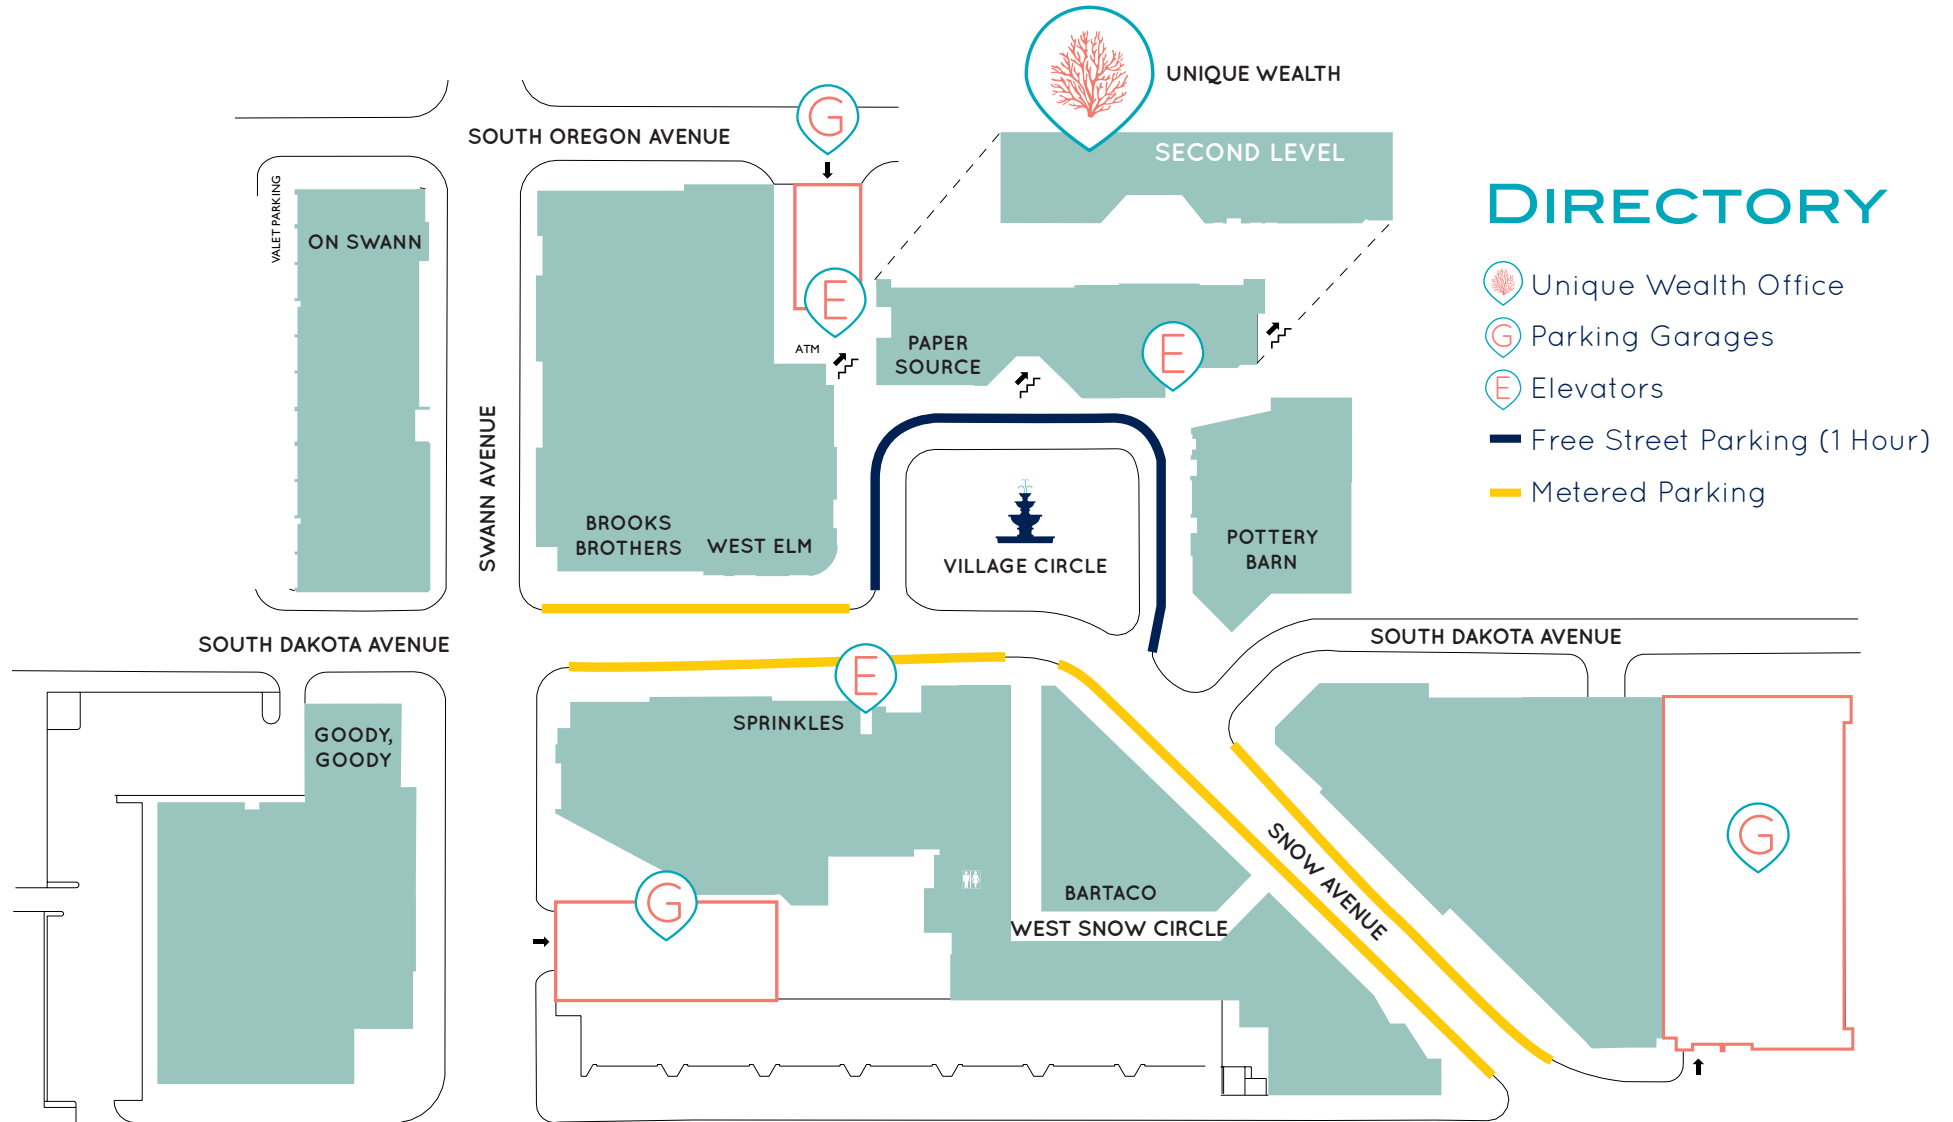 UNIQUE WEALTH
G
SOUTH OREGON AVENUE
SECOND LEVEL
DIRECTORY
VALET PARKING
ON SWANN
Unique Wealth Office
E
G Parking Garages
ATM
PAPER
SOURCE
E
E Elevators
SWANN AVENUE
Free Street Parking (1 Hour)
Metered Parking
BROOKS
BROTHERS
WEST ELM
VILLAGE CIRCLE
POTTERY
BARN
SOUTH DAKOTA AVENUE
SOUTH DAKOTA AVENUE
E
SPRINKLES
GOODY,
GOODY
G
SNOW AVENUE
G
BARTACO
WEST SNOW CIRCLE